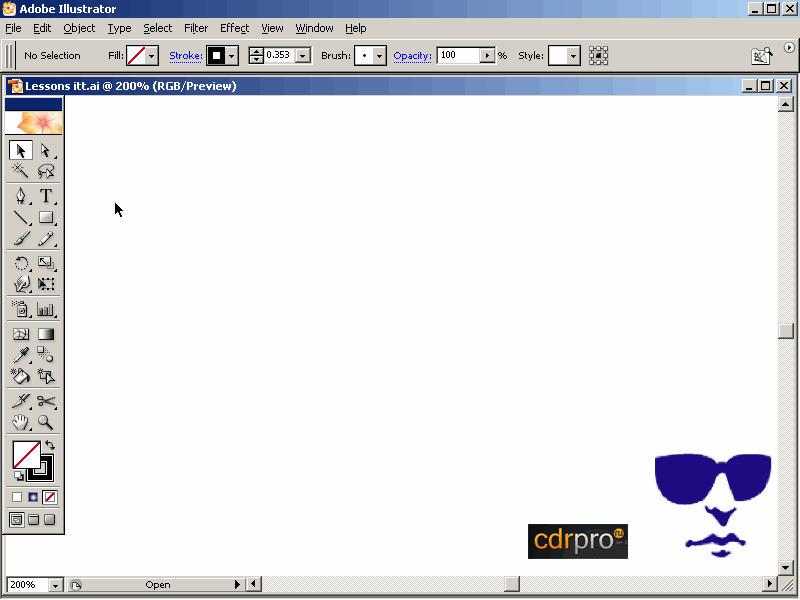 Adobe Illustrator
File Edit Object Type Select Filter Effect View Window Help
No Selection Fill: Stroke: 0.353 Brush: Opacity: 100 % Style:
Lessons itt.ai @ 200% (RGB/Preview)
T
cdrpro ru
200% Open